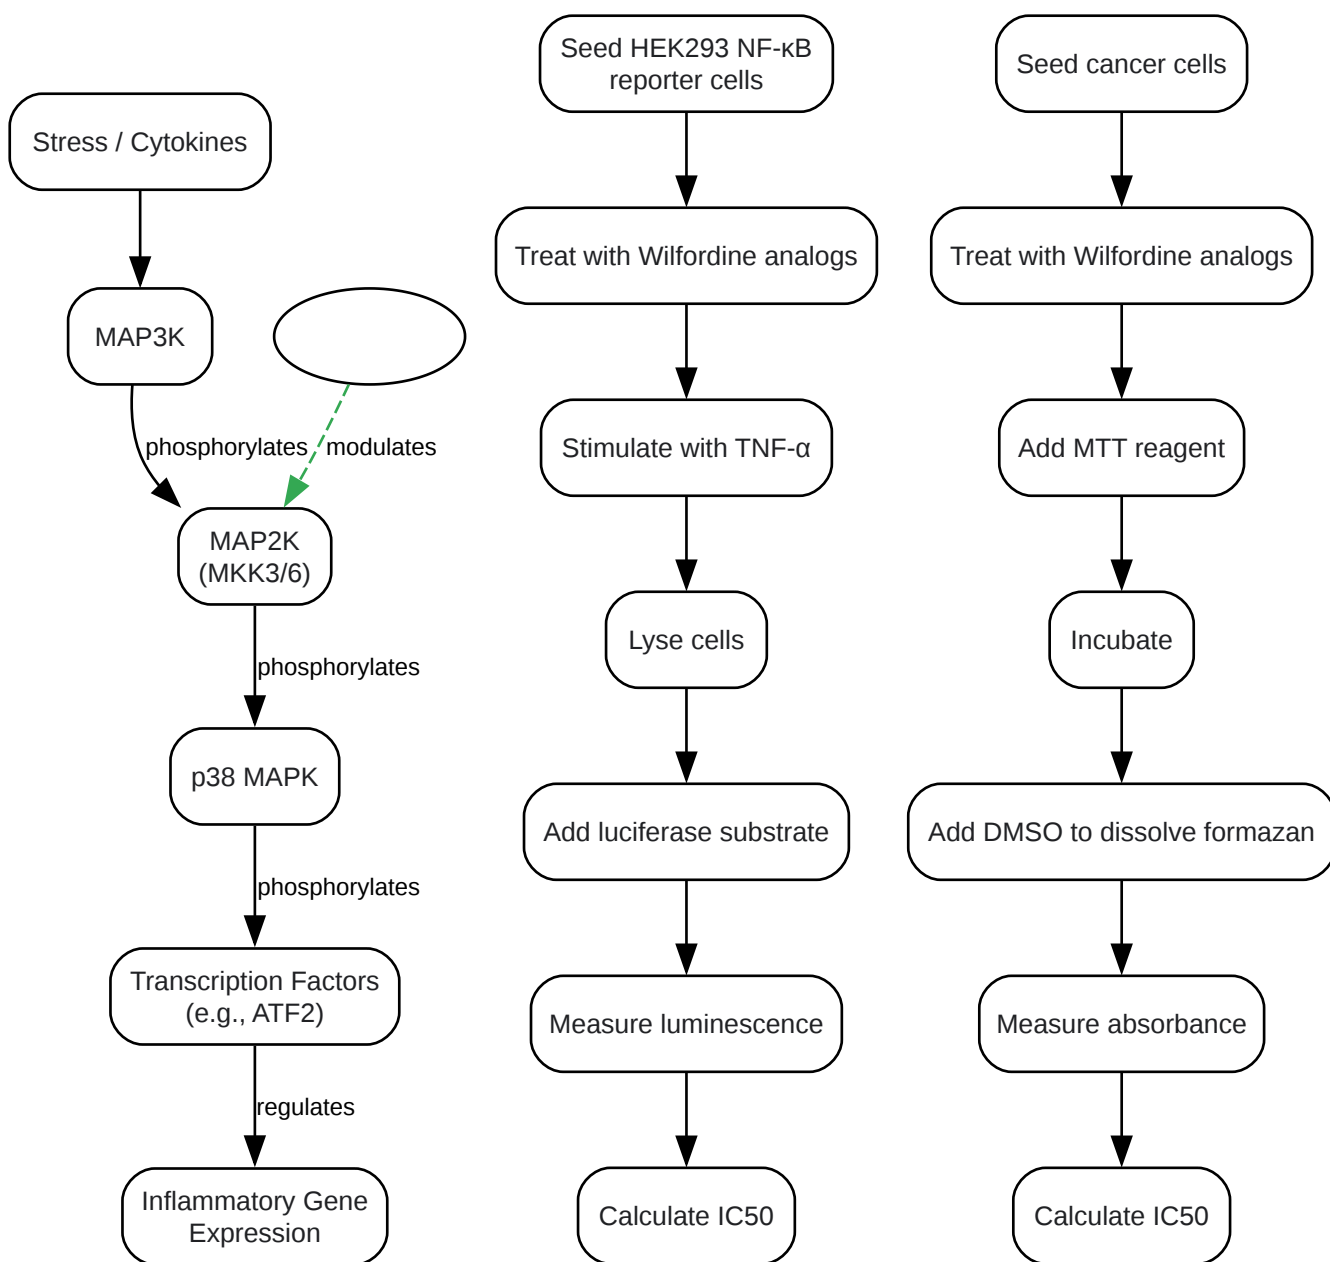 Stress / Cytokines
MAP3K
phosphorylates
modulates
MAP2K
(MKK3/6)
phosphorylates
p38 MAPK
phosphorylates
Transcription Factors
(e.g., ATF2)
regulates
Inflammatory Gene
Expression
Seed HEK293 NF-κB
reporter cells
Treat with Wilfordine analogs
Stimulate with TNF-α
Lyse cells
Add luciferase substrate
Measure luminescence
Calculate IC50
Seed cancer cells
Treat with Wilfordine analogs
Add MTT reagent
Incubate
Add DMSO to dissolve formazan
Measure absorbance
Calculate IC50